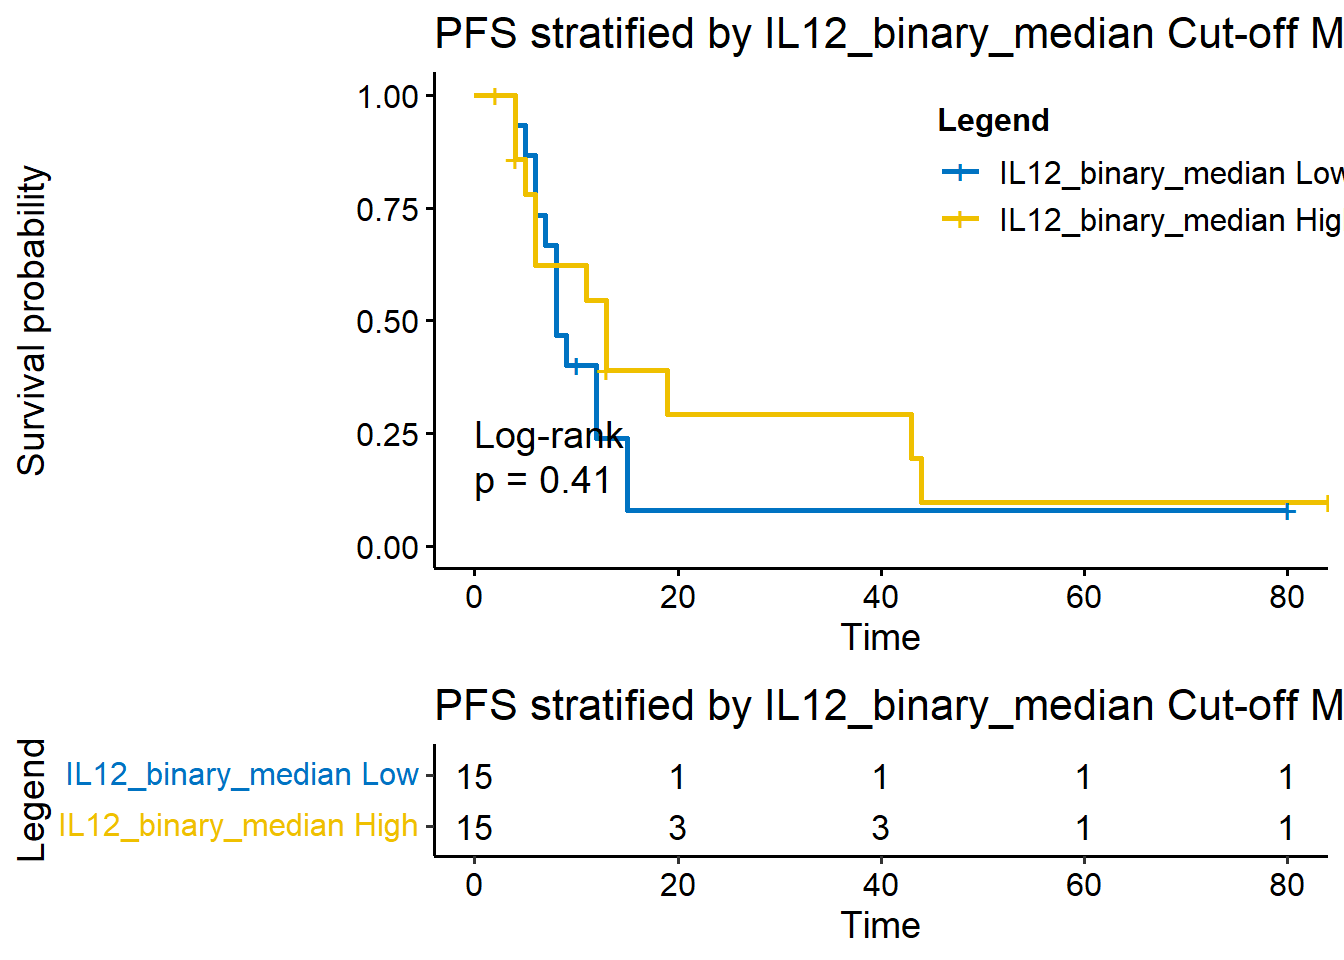 PFS stratified by IL12_binary_median Cut-off M
Survival probability
1.00
0.75
0.50
0.25
0.00
Legend
IL12_binary_median Low
IL12_binary_median Hig
Log-rank
p = 0.41
0 20 40 60 80
Time
PFS stratified by IL12_binary_median Cut-off M
Legend
IL12_binary_median Low 15 1 1 1 1
IL12_binary_median High 15 3 3 1 1
0 20 40 60 80
Time